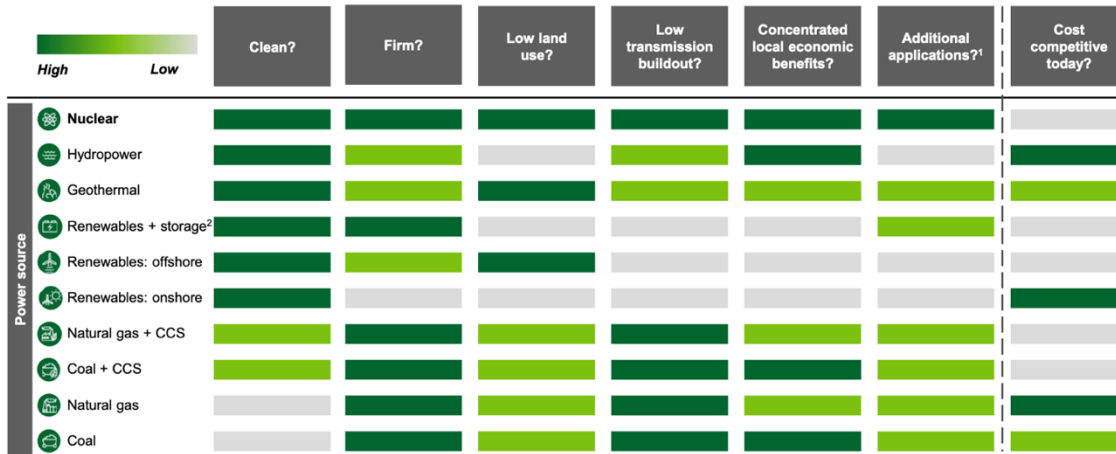 Clean?
Firm?
Low land
use?
Low
transmission
buildout?
Concentrated
local economic
benefits?
Additional
applications?¹
Cost
competitive
today?
High
Low
Power source
Nuclear
Hydropower
Geothermal
Renewables + storage²
Renewables: offshore
Renewables: onshore
Natural gas + CCS
Coal + CCS
Natural gas
Coal